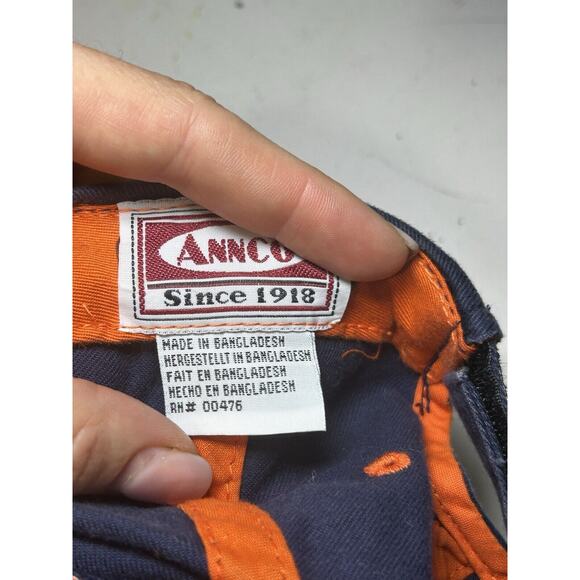 ANNCO
Since 1918
MADE IN BANGLADESH
HERGESTELLT IN BANGLADESH
FAIT EN BANGLADESH
HECHO EN BANGLADESH
RN# 00476